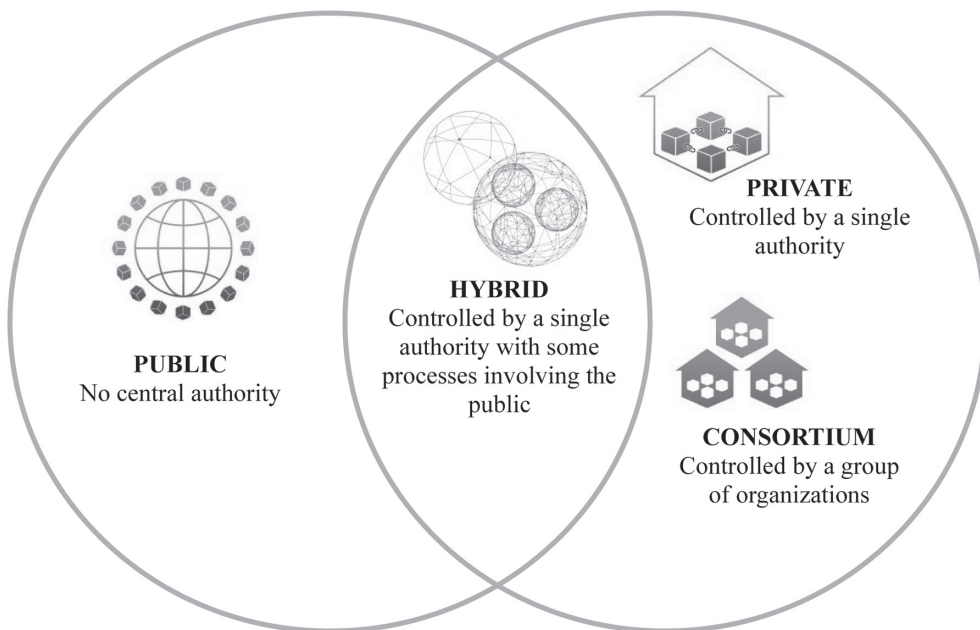 PUBLIC
No central authority
HYBRID
Controlled by a single
authority with some
processes involving the
public
PRIVATE
Controlled by a single
authority
CONSORTIUM
Controlled by a group
of organizations